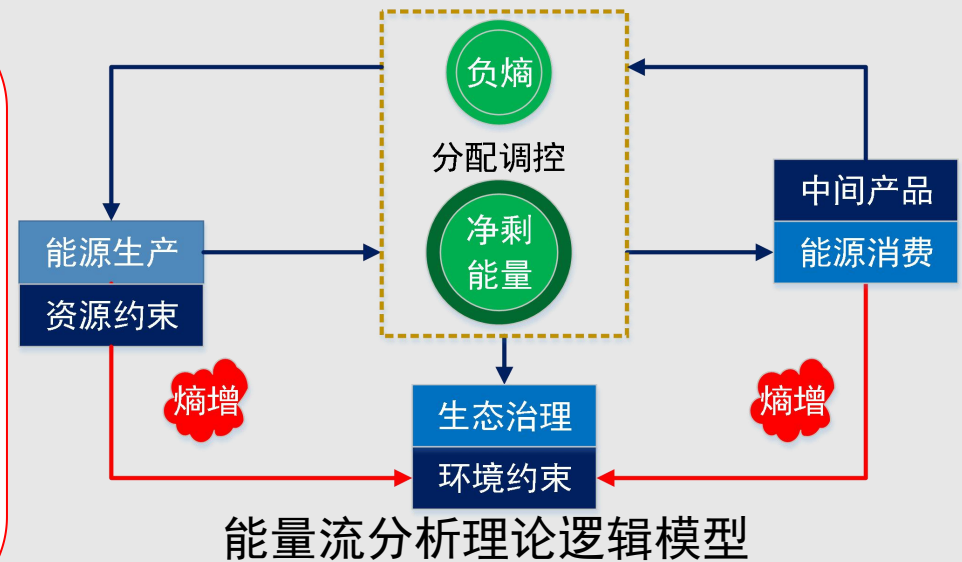 负熵
分配调控
净剩
能量
能源生产
资源约束
中间产品
能源消费
熵增
熵增
生态治理
环境约束
能量流分析理论逻辑模型